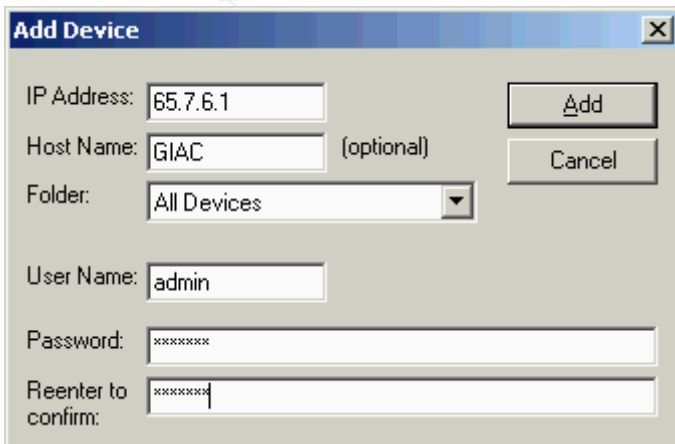 Add Device
IP Address: 65.7.6.1 Add
Host Name: GIAC (optional) Cancel
Folder: All Devices
User Name: admin
Password: *******
Reenter to
confirm: *******